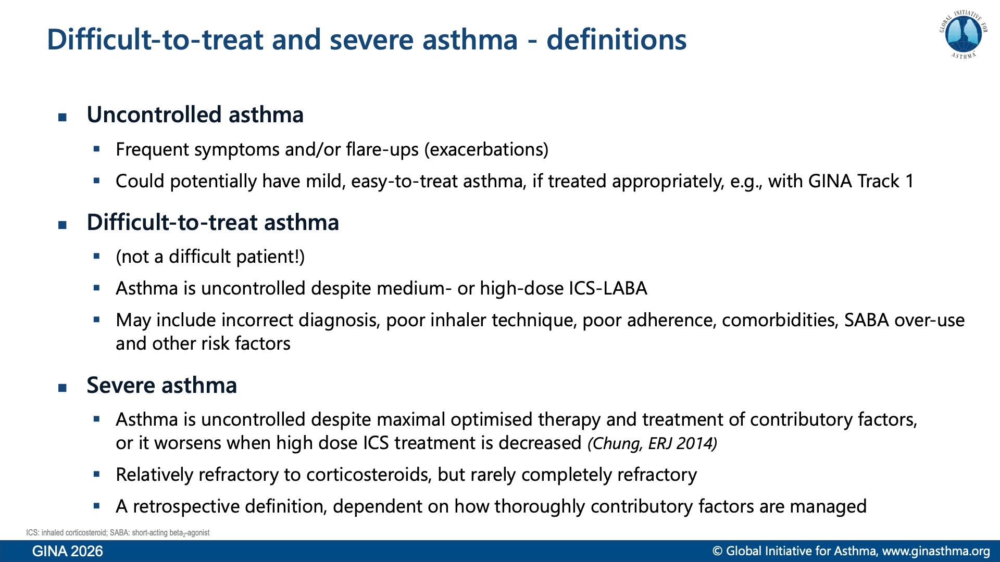 Difficult-to-treat and severe asthma - definitions
GLOBAL INITIATIVE FOR
ASTHMA
■ Uncontrolled asthma
▪ Frequent symptoms and/or flare-ups (exacerbations)
▪ Could potentially have mild, easy-to-treat asthma, if treated appropriately, e.g., with GINA Track 1
■ Difficult-to-treat asthma
▪ (not a difficult patient!)
▪ Asthma is uncontrolled despite medium- or high-dose ICS-LABA
▪ May include incorrect diagnosis, poor inhaler technique, poor adherence, comorbidities, SABA over-use
and other risk factors
■ Severe asthma
▪ Asthma is uncontrolled despite maximal optimised therapy and treatment of contributory factors,
or it worsens when high dose ICS treatment is decreased (Chung, ERJ 2014)
▪ Relatively refractory to corticosteroids, but rarely completely refractory
▪ A retrospective definition, dependent on how thoroughly contributory factors are managed
ICS: inhaled corticosteroid; SABA: short-acting beta₂-agonist
GINA 2026
© Global Initiative for Asthma, www.ginasthma.org